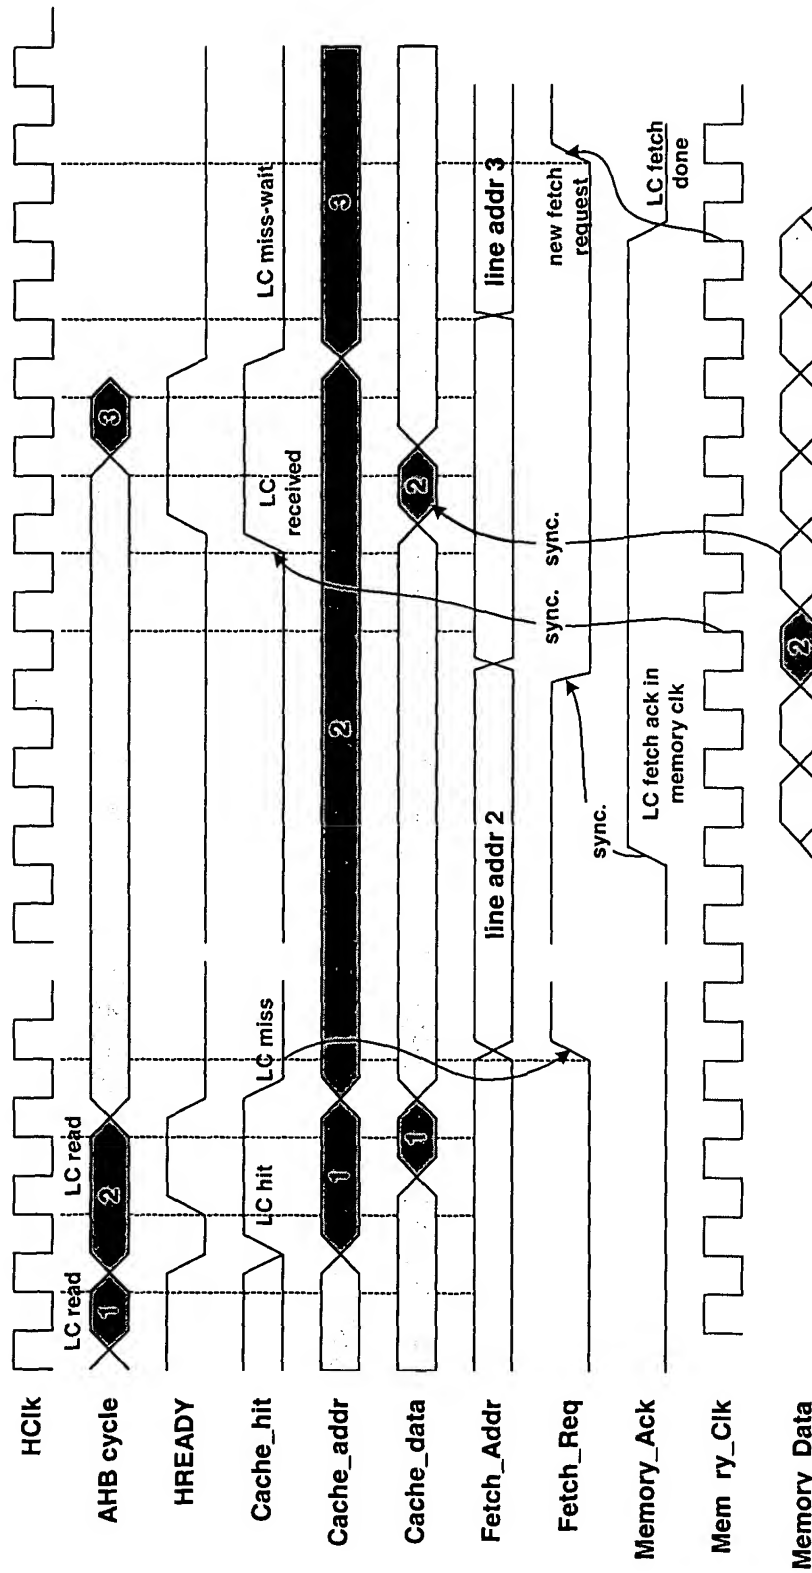 HClk
AHB cycle
LC read
1
LC read
2
3
HREADY
Cache_hit
LC hit
LC miss
LC
received
LC miss-wait
Cache_addr
1
2
3
Cache_data
1
2
Fetch_Addr
line addr 2
line addr 3
Fetch_Req
sync.
sync.
sync.
new fetch
request
Memory_Ack
LC fetch ack in
memory clk
LC fetch
done
Mem ry_Clk
Memory_Data
2